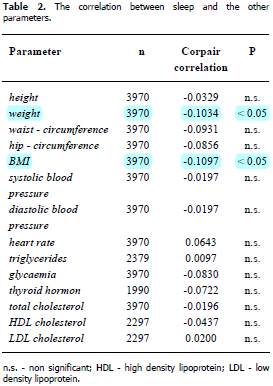 Table 2. The correlation between sleep and the other
parameters.
Parameter n Corpair correlation P
height 3970 -0.0329 n.s.
weight 3970 -0.1034 < 0.05
waist - circumference 3970 -0.0931 n.s.
hip - circumference 3970 -0.0856 n.s.
BMI 3970 -0.1097 < 0.05
systolic blood pressure 3970 -0.0197 n.s.
diastolic blood pressure 3970 -0.0197 n.s.
heart rate 3970 0.0643 n.s.
triglycerides 2379 0.0097 n.s.
glycaemia 3970 -0.0830 n.s.
thyroid hormon 1990 -0.0722 n.s.
total cholesterol 3970 -0.0196 n.s.
HDL cholesterol 2297 -0.0437 n.s.
LDL cholesterol 2297 0.0200 n.s.
n.s. - non significant; HDL - high density lipoprotein; LDL - low
density lipoprotein.